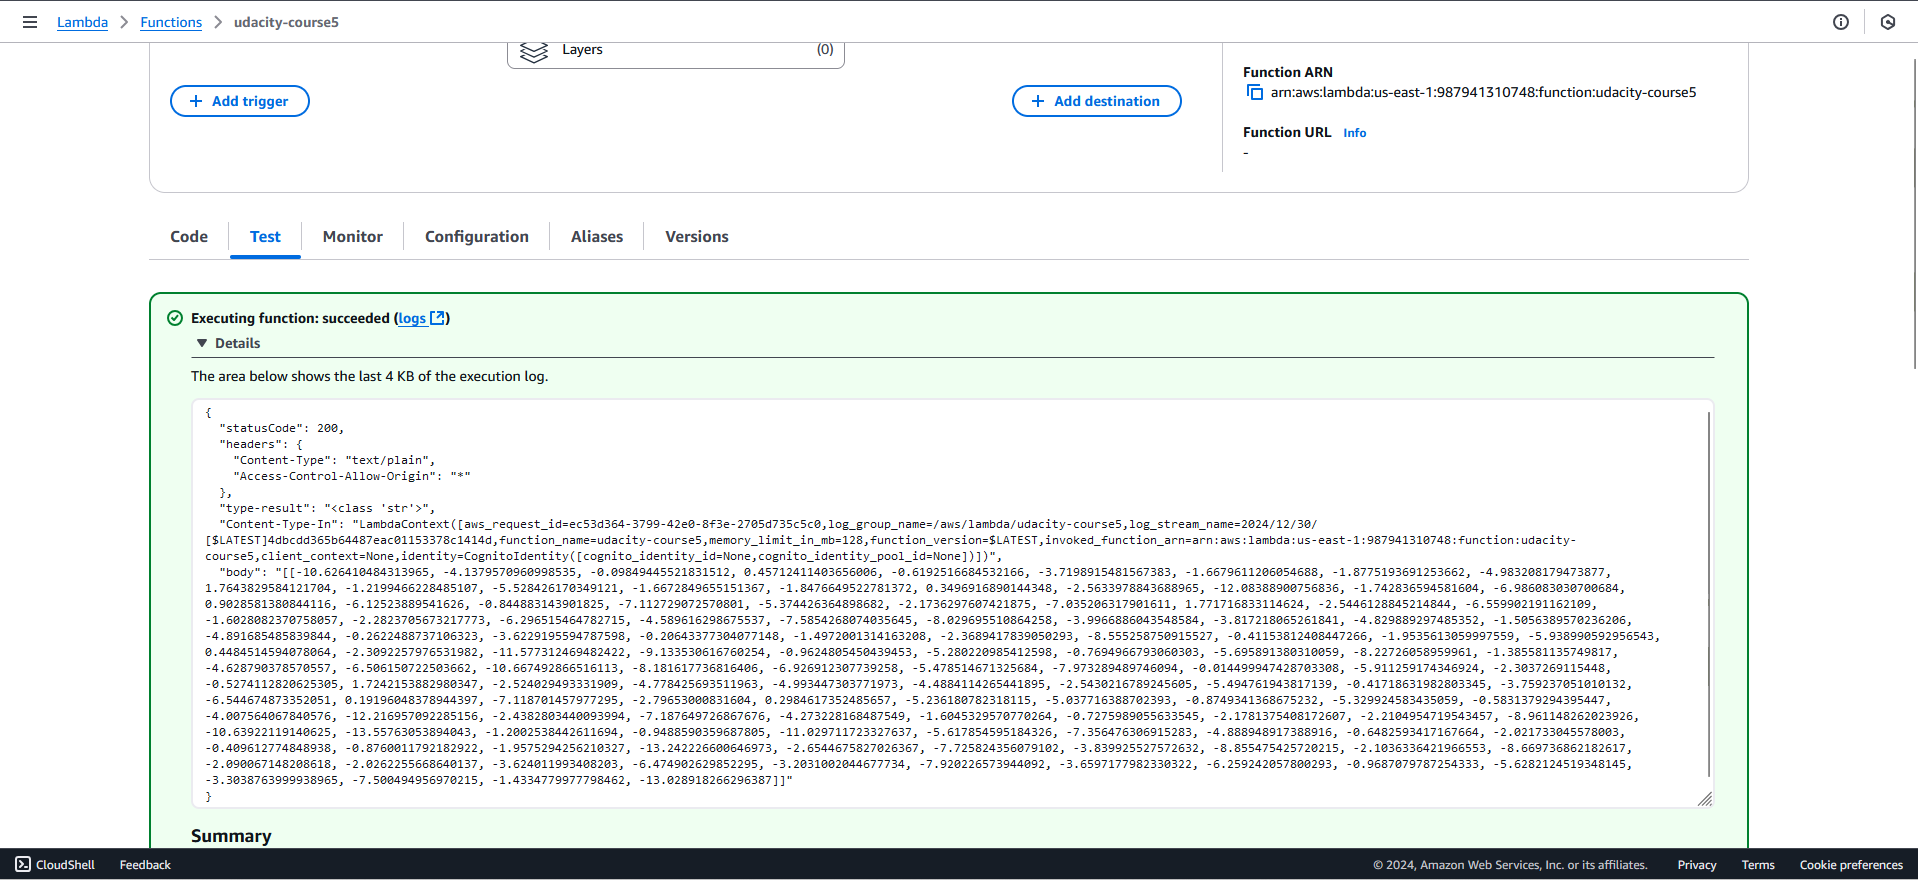 Lambda > Functions > udacity-course5
Layers (0)
Function ARN
arn:aws:lambda:us-east-1:987941310748:function:udacity-course5
+ Add trigger
+ Add destination
Function URL Info
-
Code Test Monitor Configuration Aliases Versions
Executing function: succeeded (logs)
▼ Details
The area below shows the last 4 KB of the execution log.
{
"statusCode": 200,
"headers": {
"Content-Type": "text/plain",
"Access-Control-Allow-Origin": "*"
},
"type-result": "<class 'str'>",
"Content-Type-In": "LambdaContext([aws_request_id=ec53d364-3799-42e0-8f3e-2705d735c5c0,log_group_name=/aws/lambda/udacity-course5,log_stream_name=2024/12/30/
[$LATEST]4dbcdd365b64487eac01153378c1414d,function_name=udacity-course5,memory_limit_in_mb=128,function_version=$LATEST,invoked_function_arn=arn:aws:lambda:us-east-1:987941310748:function:udacity-
course5,client_context=None,identity=CognitoIdentity([cognito_identity_id=None,cognito_identity_pool_id=None])])",
"body": "[[-10.626410484313965, -4.1379570960998535, -0.09849445521831512, 0.45712411403656006, -0.6192516684532166, -3.7198915481567383, -1.6679611206054688, -1.8775193691253662, -4.983208179473877,
1.7643829584121704, -1.2199466228485107, -5.528426170349121, -1.6672849655151367, -1.8476649522781372, 0.3496916890144348, -2.5633978843688965, -12.08388900756836, -1.742836594581604, -6.986083030700684,
0.9028581380844116, -6.12523889541626, -0.844883143901825, -7.112729072570801, -5.374426364898682, -2.1736297607421875, -7.035206317901611, 1.771716833114624, -2.5446128845214844, -6.559902191162109,
-1.6028082370758057, -2.2823705673217773, -6.296515464782715, -4.589616298675537, -7.5854268074035645, -8.029695510864258, -3.9966886043548584, -3.817218065261841, -4.829889297485352, -1.5056389570236206,
-4.891685485839844, -0.2622488737106323, -3.6229195594787598, -0.20643377304077148, -1.4972001314163208, -2.3689417839050293, -8.555258750915527, -0.41153812408447266, -1.9535613059997559, -5.938990592956543,
0.4484514594078064, -2.3092257976531982, -11.577312469482422, -9.133530616760254, -0.9624805450439453, -5.280220985412598, -0.7694966793060303, -5.695891380310059, -8.22726058959961, -1.385581135749817,
-4.628790378570557, -6.506150722503662, -10.667492866516113, -8.181617736816406, -6.926912307739258, -5.478514671325684, -7.973289489746094, -0.014499947428703308, -5.911259174346924, -2.3037269115448,
-0.5274112820625305, 1.7242153882980347, -2.524029493331909, -4.778425693511963, -4.993447303771973, -4.4884114265441895, -2.5430216789245605, -5.494761943817139, -0.41718631982803345, -3.759237051010132,
-6.544674873352051, 0.19196048378944397, -7.118701457977295, -2.79653000831604, 0.2984617352485657, -5.236180782318115, -5.037716388702393, -0.8749341368675232, -5.329924583435059, -0.5831379294395447,
-4.007564067840576, -12.216957092285156, -2.4382803440093994, -7.187649726867676, -4.273228168487549, -1.6045329570770264, -0.7275989055633545, -2.1781375408172607, -2.2104954719543457, -8.961148262023926,
-10.63922119140625, -13.55763053894043, -1.2002538442611694, -0.9488590359687805, -11.029711723327637, -5.617854595184326, -7.356476306915283, -4.888948917388916, -0.6482593417167664, -2.021733045578003,
-0.409612774848938, -0.8760011792182922, -1.9575294256210327, -13.242226600646973, -2.6544675827026367, -7.725824356079102, -3.839925527572632, -8.855474725720215, -2.1036336421966553, -8.669736862182617,
-2.090067148208618, -2.0262255668640137, -3.624011993408203, -6.474902629852295, -3.2031002044677734, -7.920226573944092, -3.6597177982330322, -6.259242057800293, -0.9687079787254333, -5.6282124519348145,
-3.3038763999938965, -7.500494956970215, -1.4334779977798462, -13.028918266296387]]"
}
Summary
CloudShell Feedback © 2024, Amazon Web Services, Inc. or its affiliates. Privacy Terms Cookie preferences